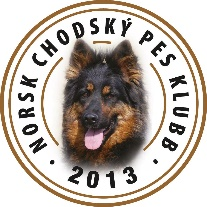 NORSK CHODSKÝ PES KLUBB
· 2013 ·